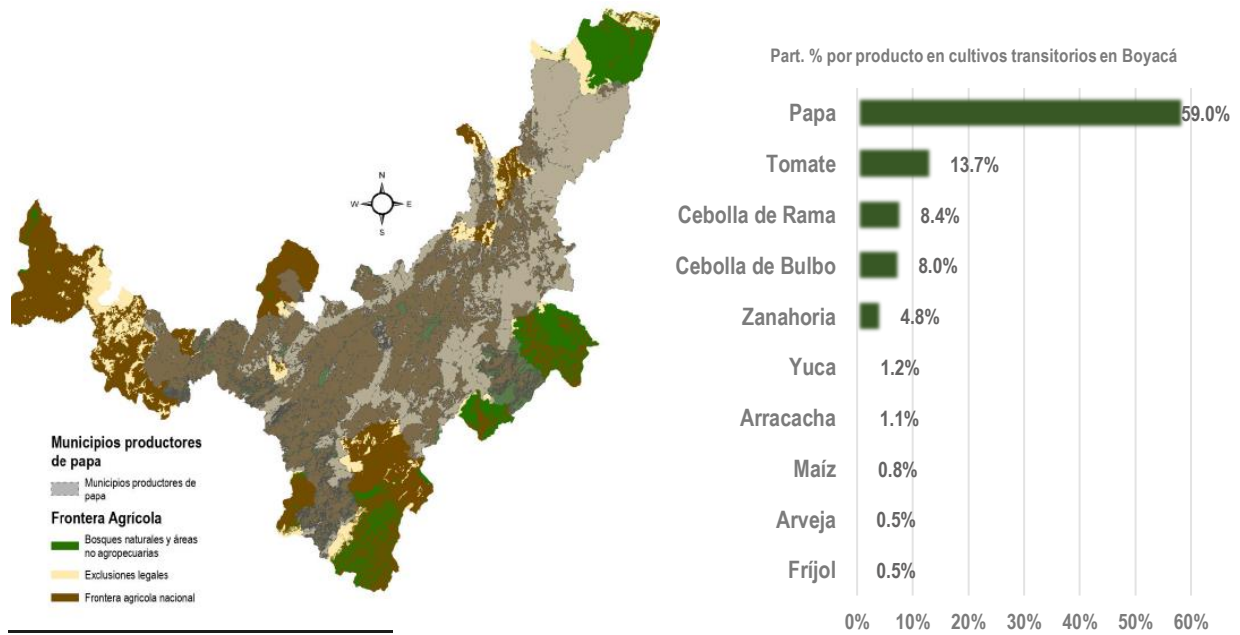 N
W
E
S
Municipios productores
de papa
Municipios productores de
papa
Frontera Agrícola
Bosques naturales y áreas
no agropecuarias
Exclusiones legales
Frontera agrícola nacional
Part. % por producto en cultivos transitorios en Boyacá
Papa 59.0%
Tomate 13.7%
Cebolla de Rama 8.4%
Cebolla de Bulbo 8.0%
Zanahoria 4.8%
Yuca 1.2%
Arracacha 1.1%
Maíz 0.8%
Arveja 0.5%
Fríjol 0.5%
0% 10% 20% 30% 40% 50% 60%